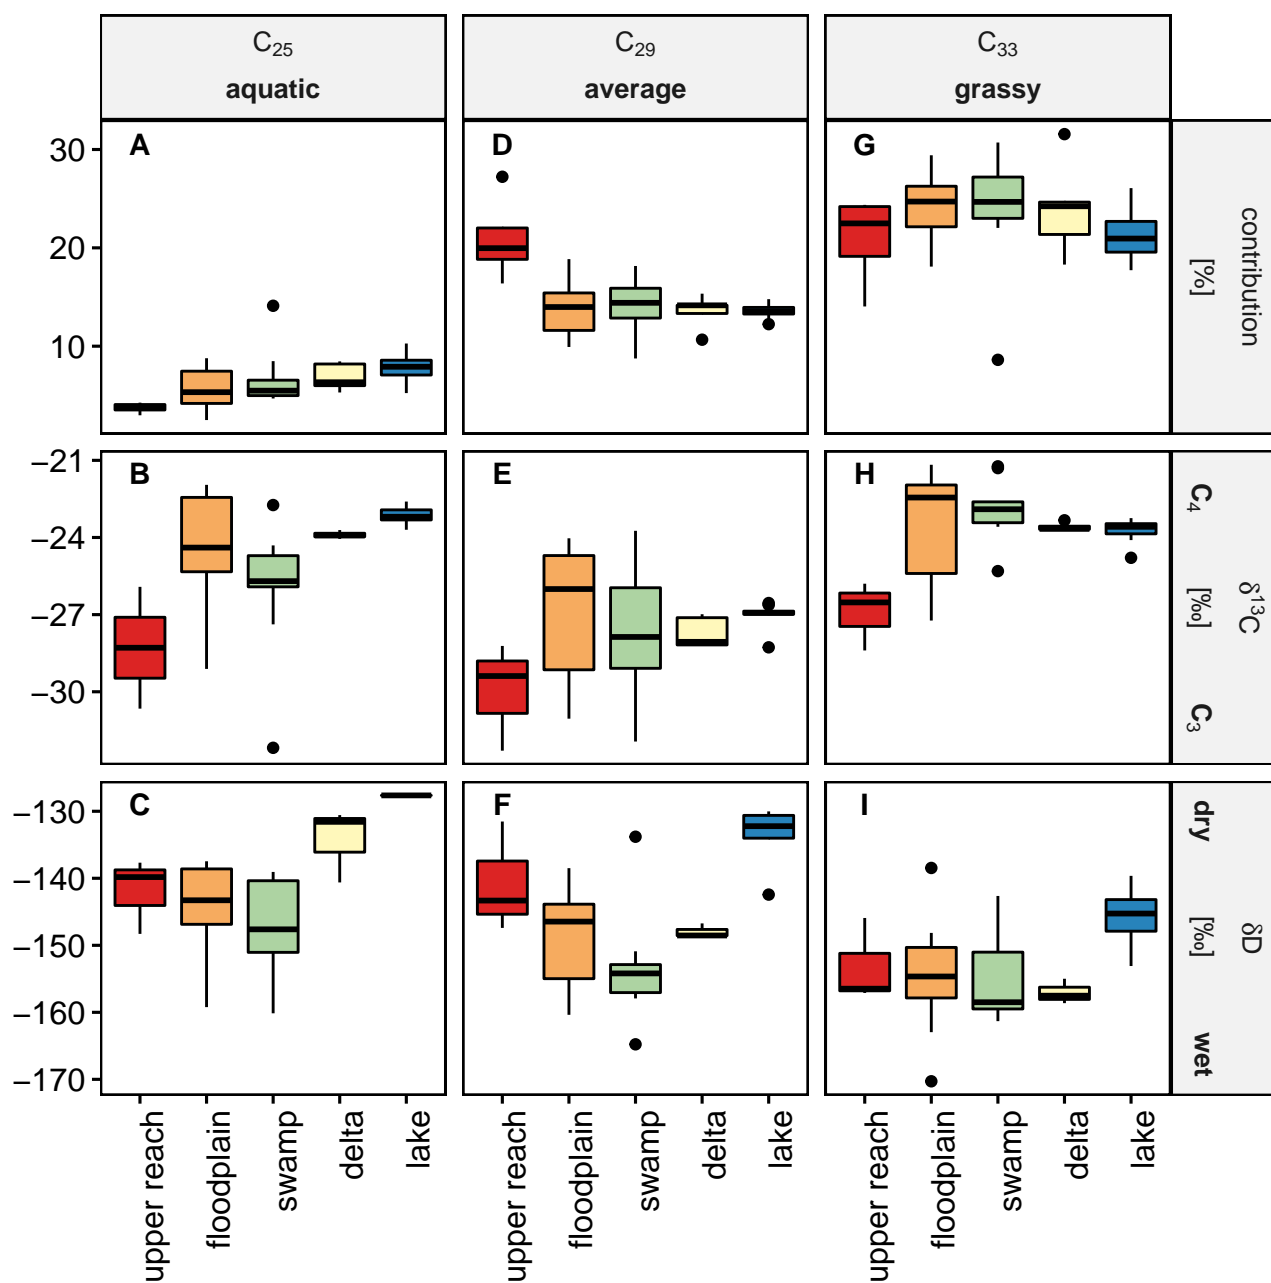 C₂₅
aquatic
C₂₉
average
C₃₃
grassy
A
D
G
30
20
10
contribution
[%]
B
E
H
−21
−24
−27
−30
C₄
[‰]
C₃
δ¹³C
C
F
I
−130
−140
−150
−160
−170
dry
[‰]
wet
δD
upper reach
floodplain
swamp
delta
lake
upper reach
floodplain
swamp
delta
lake
upper reach
floodplain
swamp
delta
lake